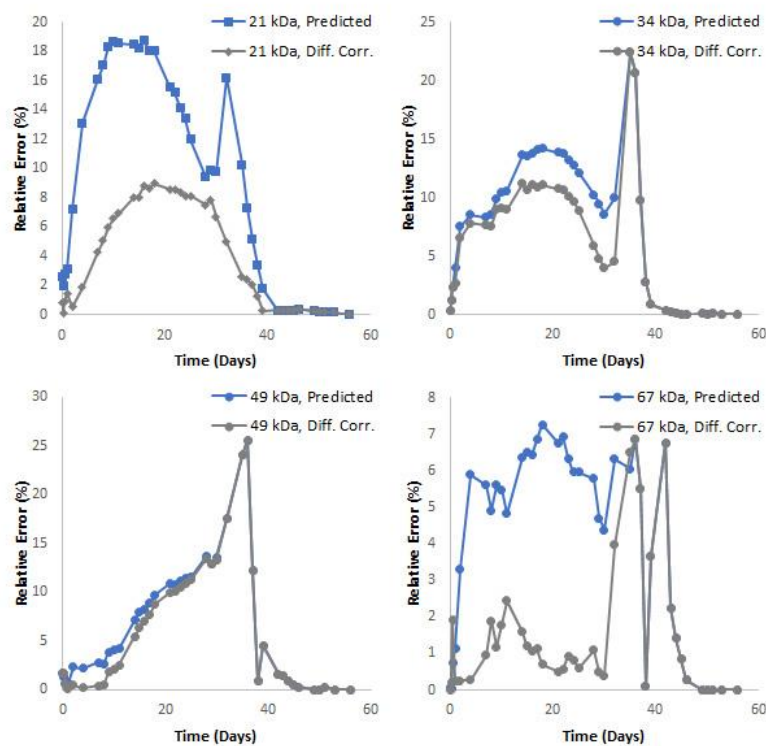 21 kDa, Predicted
21 kDa, Diff. Corr.
Relative Error (%)
20
18
16
14
12
10
8
6
4
2
0
0 20 40 60
Time (Days)
34 kDa, Predicted
34 kDa, Diff. Corr.
Relative Error (%)
25
20
15
10
5
0
0 20 40 60
Time (Days)
49 kDa, Predicted
49 kDa, Diff. Corr.
Relative Error (%)
30
25
20
15
10
5
0
0 20 40 60
Time (Days)
67 kDa, Predicted
67 kDa, Diff. Corr.
Relative Error (%)
8
7
6
5
4
3
2
1
0
0 20 40 60
Time (Days)